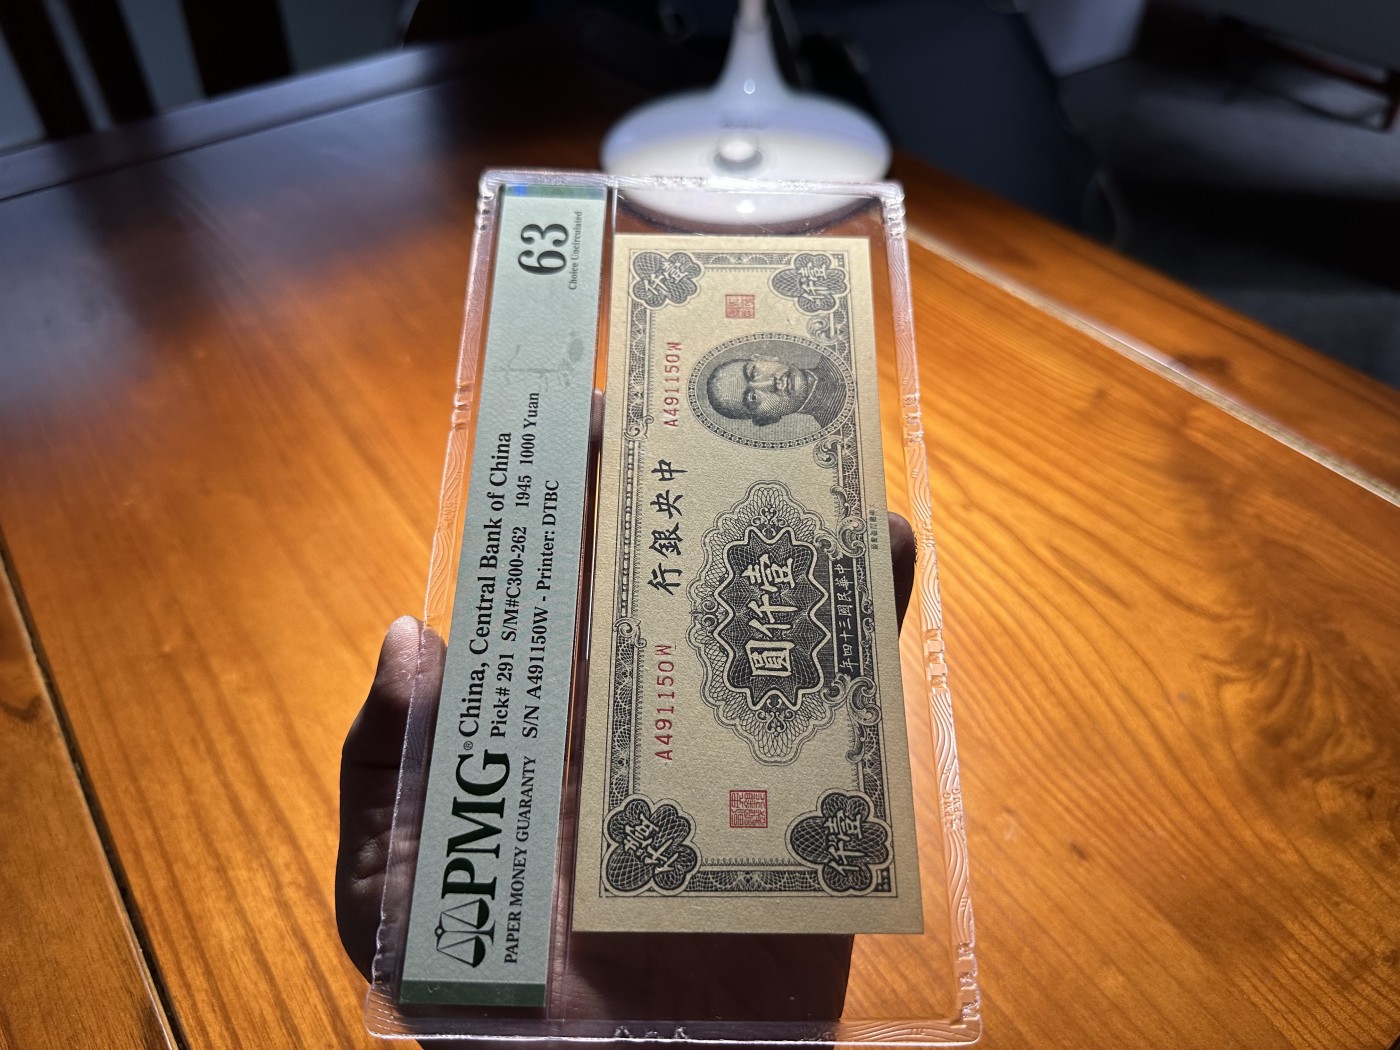 PMG®
PAPER MONEY GUARANTY
China, Central Bank of China
Pick# 291 S/M#C300-262 1945 1000 Yuan
S/N A491150W - Printer: DTBC
63
Choice Uncirculated
壹仟
壹仟
中央銀行
A491150W
A491150W
壹仟圓
中華民國三十四年
壹仟
PMG
PMG